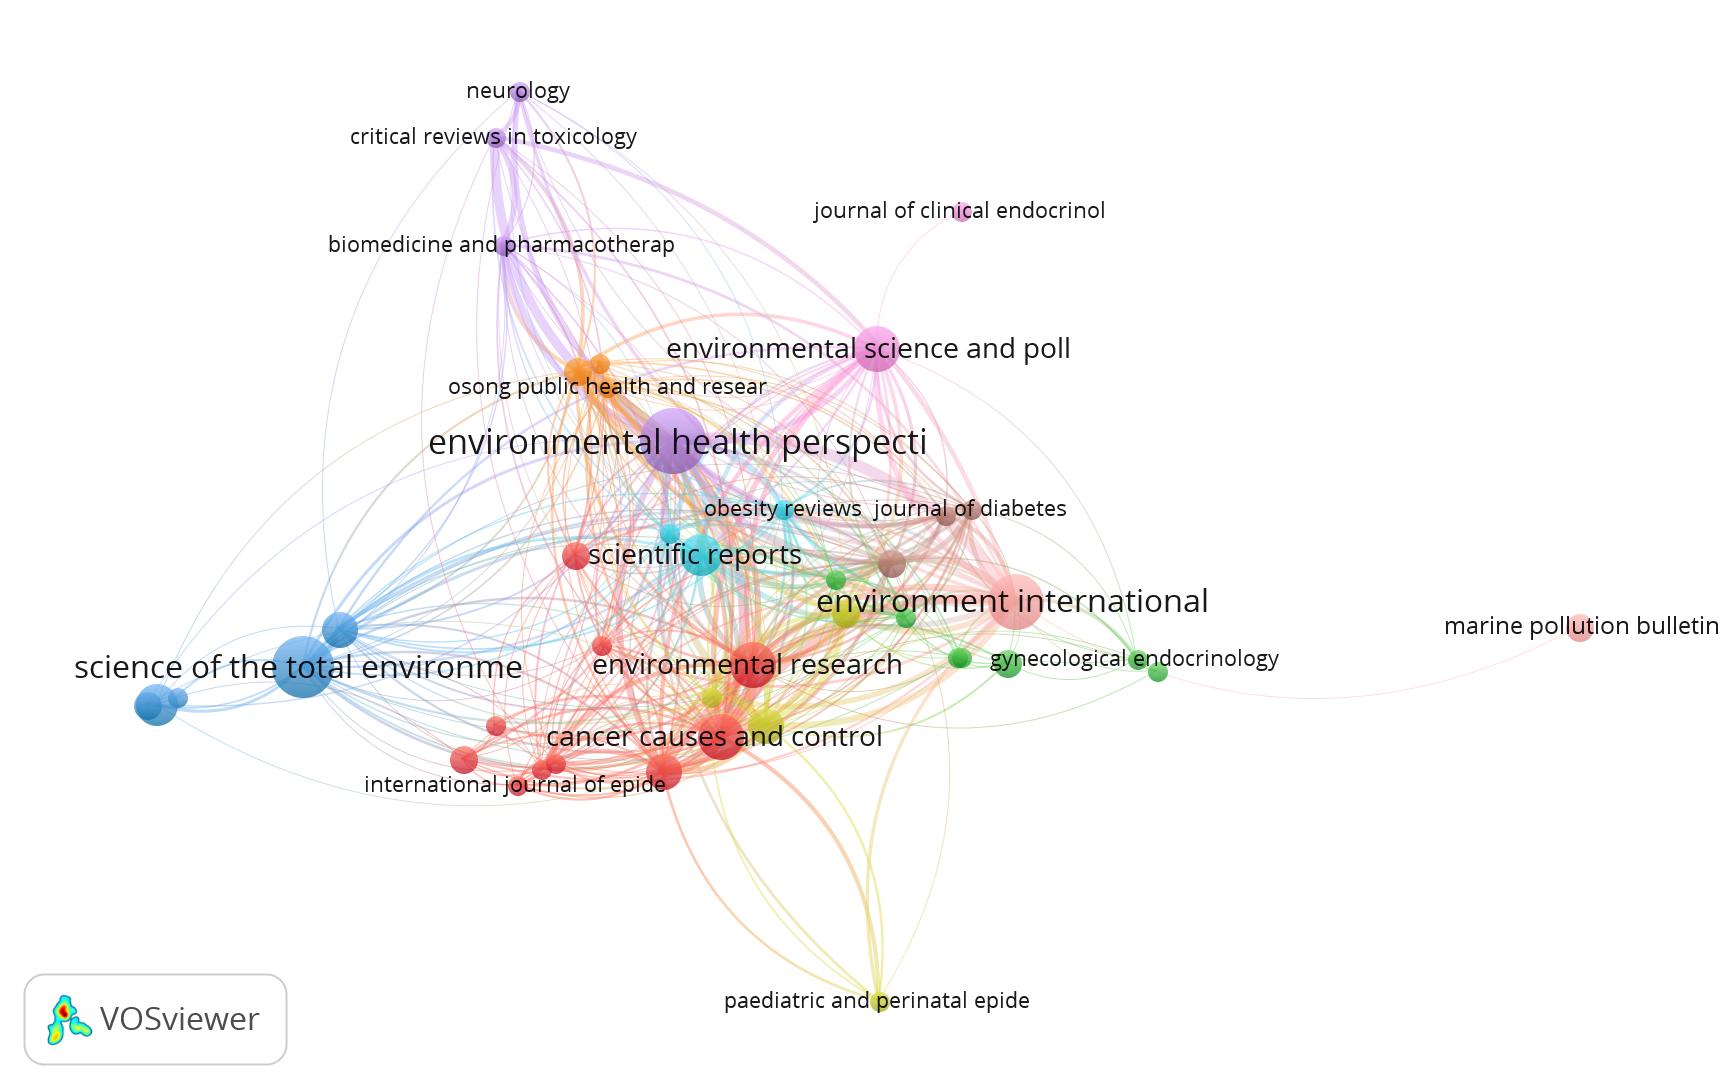 neurology
critical reviews in toxicology
journal of clinical endocrinol
biomedicine and pharmacotherap
environmental science and poll
osong public health and resear
environmental health perspecti
obesity reviews
journal of diabetes
scientific reports
environment international
marine pollution bulletin
gynecological endocrinology
environmental research
science of the total environme
cancer causes and control
international journal of epide
paediatric and perinatal epide
VOSviewer